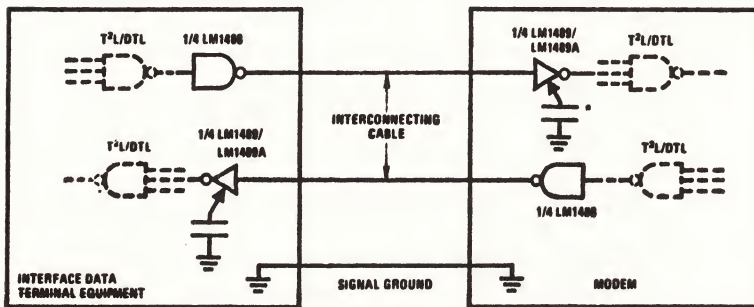 T²L/DTL
1/4 LM1488
1/4 LM1489/
LM1489A
T²L/DTL
INTERCONNECTING
CABLE
T²L/DTL
1/4 LM1489/
LM1489A
T²L/DTL
1/4 LM1488
INTERFACE DATA
TERMINAL EQUIPMENT
SIGNAL GROUND
MODEM